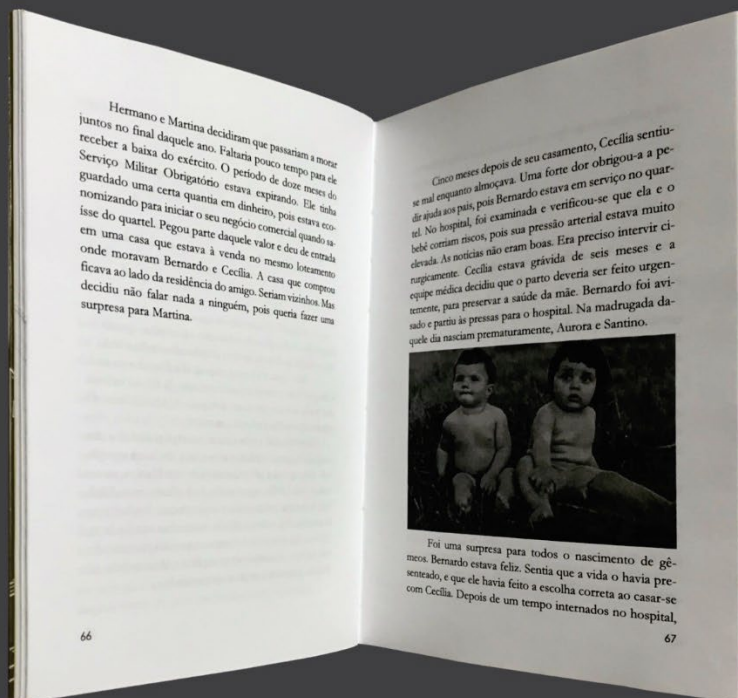 Hermano e Martina decidiram que passariam a morar
juntos no final daquele ano. Faltaria pouco tempo para ele
receber a baixa do exército. O período de doze meses do
Serviço Militar Obrigatório estava expirando. Ele tinha
guardado uma certa quantia em dinheiro, pois estava eco-
nomizando para iniciar o seu negócio comercial quando sa-
ísse do quartel. Pegou parte daquele valor e deu de entrada
em uma casa que estava à venda no mesmo loteamento
onde moravam Bernardo e Cecília. A casa que comprou
ficava ao lado da residência do amigo. Seriam vizinhos. Mas
decidiu não falar nada a ninguém, pois queria fazer uma
surpresa para Martina.
66
Cinco meses depois de seu casamento, Cecília sentiu-
se mal enquanto almoçava. Uma forte dor obrigou-a a pe-
dir ajuda aos pais, pois Bernardo estava em serviço no quar-
tel. No hospital, foi examinada e verificou-se que ela e o
bebê corriam riscos, pois sua pressão arterial estava muito
elevada. As notícias não eram boas. Era preciso intervir ci-
rurgicamente. Cecília estava grávida de seis meses e a
equipe médica decidiu que o parto deveria ser feito urgen-
temente, para preservar a saúde da mãe. Bernardo foi avi-
sado e partiu às pressas para o hospital. Na madrugada da-
quele dia nasciam prematuramente, Aurora e Santino.
Foi uma surpresa para todos o nascimento de gê-
meos. Bernardo estava feliz. Sentia que a vida o havia pre-
senteado, e que ele havia feito a escolha correta ao casar-se
com Cecília. Depois de um tempo internados no hospital,
67